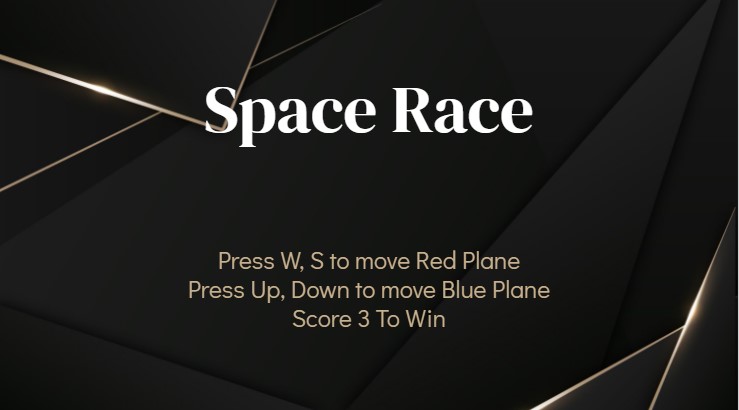 Space Race
Press W, S to move Red Plane
Press Up, Down to move Blue Plane
Score 3 To Win